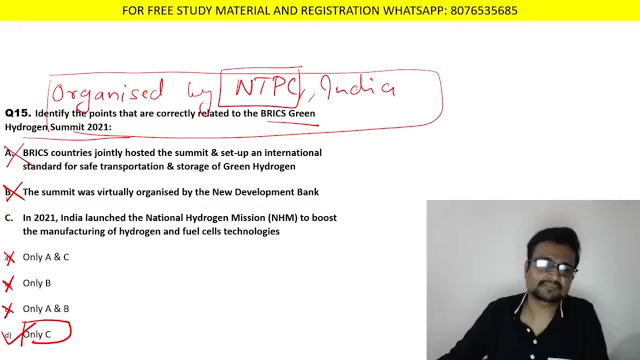 FOR FREE STUDY MATERIAL AND REGISTRATION WHATSAPP: 8076535685
Organised by NTPC, India
Q15. Identify the points that are correctly related to the BRICS Green
Hydrogen Summit 2021:
A. BRICS countries jointly hosted the summit & set-up an international
standard for safe transportation & storage of Green Hydrogen
B. The summit was virtually organised by the New Development Bank
C. In 2021, India launched the National Hydrogen Mission (NHM) to boost
the manufacturing of hydrogen and fuel cells technologies
Only A & C
Only B
Only A & B
d) Only C